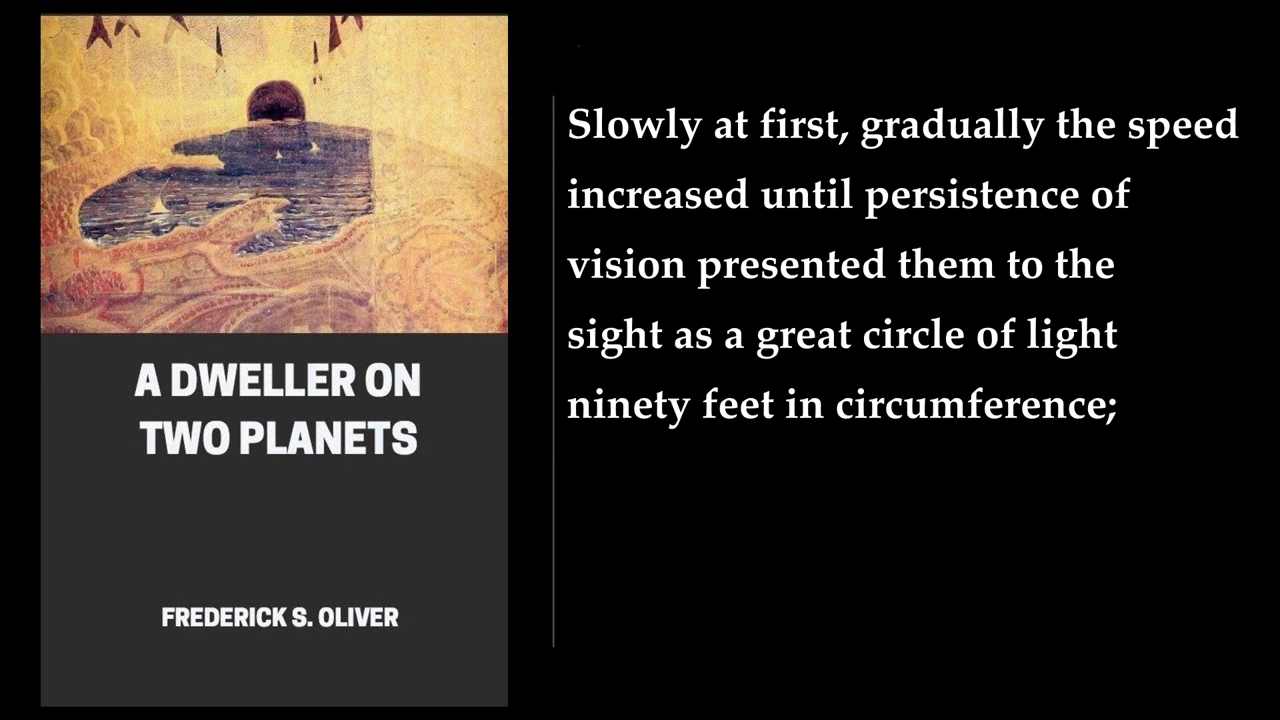 A DWELLER ON
TWO PLANETS
FREDERICK S. OLIVER
Slowly at first, gradually the speed
increased until persistence of
vision presented them to the
sight as a great circle of light
ninety feet in circumference;